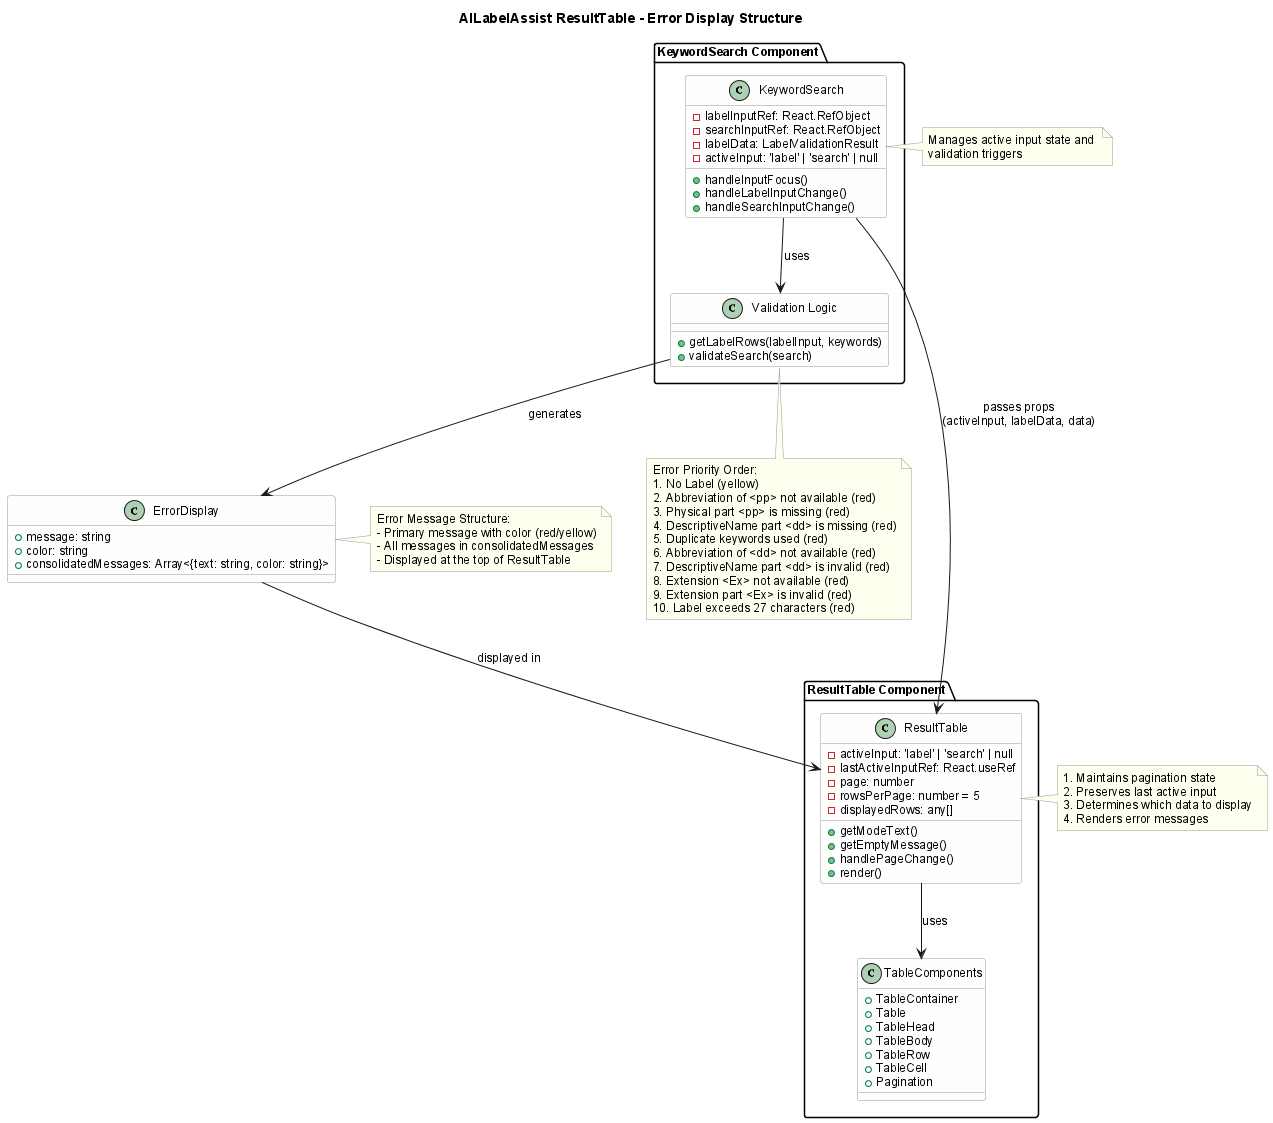 AILabelAssist ResultTable - Error Display Structure
KeywordSearch Component
C KeywordSearch
labelInputRef: React.RefObject
searchInputRef: React.RefObject
labelData: LabelValidationResult
activeInput: 'label' | 'search' | null
handleInputFocus()
handleLabelInputChange()
handleSearchInputChange()
Manages active input state and
validation triggers
uses
C Validation Logic
getLabelRows(labelInput, keywords)
validateSearch(search)
generates
passes props
(activeInput, labelData, data)
C ErrorDisplay
message: string
color: string
consolidatedMessages: Array<{text: string, color: string}>
Error Message Structure:
- Primary message with color (red/yellow)
- All messages in consolidatedMessages
- Displayed at the top of ResultTable
Error Priority Order:
1. No Label (yellow)
2. Abbreviation of <pp> not available (red)
3. Physical part <pp> is missing (red)
4. DescriptiveName part <dd> is missing (red)
5. Duplicate keywords used (red)
6. Abbreviation of <dd> not available (red)
7. DescriptiveName part <dd> is invalid (red)
8. Extension <Ex> not available (red)
9. Extension part <Ex> is invalid (red)
10. Label exceeds 27 characters (red)
displayed in
ResultTable Component
C ResultTable
activeInput: 'label' | 'search' | null
lastActiveInputRef: React.useRef
page: number
rowsPerPage: number = 5
displayedRows: any[]
getModeText()
getEmptyMessage()
handlePageChange()
render()
1. Maintains pagination state
2. Preserves last active input
3. Determines which data to display
4. Renders error messages
uses
C TableComponents
TableContainer
Table
TableHead
TableBody
TableRow
TableCell
Pagination